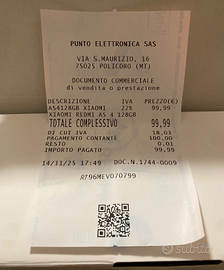 PUNTO ELETTRONICA SAS
VIA S.MAURIZIO, 16
75025 POLICORO (MT)
DOCUMENTO COMMERCIALE
di vendita o prestazione
DESCRIZIONE IVA PREZZO(€)
A54128GB XIAOMI 22% 99,99
XIAOMI REDMI A5 4 128GB
TOTALE COMPLESSIVO 99,99
DI CUI IVA 18,03
PAGAMENTO CONTANTE 100,00
RESTO 0,01
IMPORTO PAGATO 99,99
14/11/25 17:49 DOC.N.1744-0009
RT96MEV070799
Subito